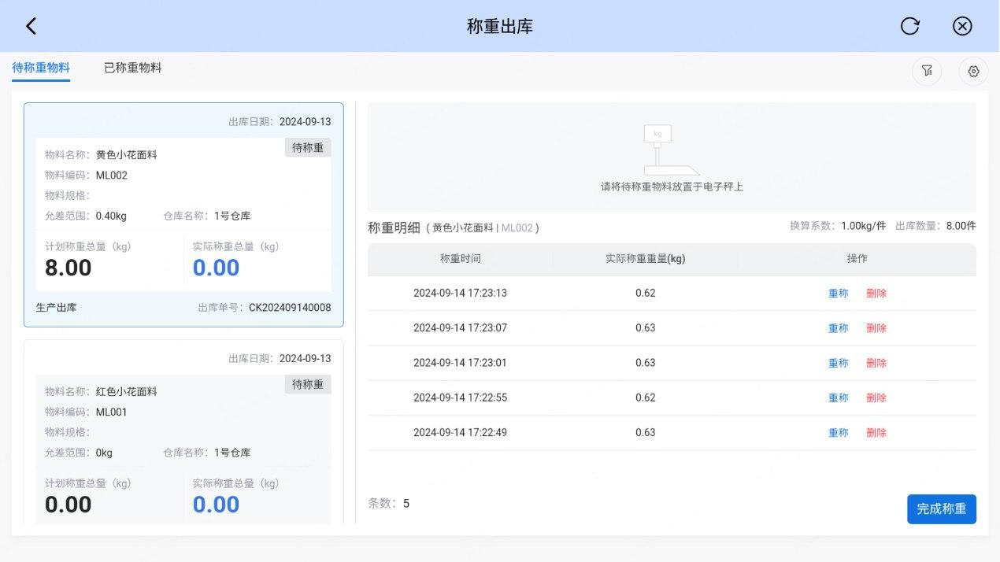 称重出库
待称重物料 已称重物料
出库日期：2024-09-13
待称重
物料名称：黄色小花面料
物料编码：ML002
物料规格：
允差范围：0.40kg 仓库名称：1号仓库
计划称重总量（kg） 实际称重总量（kg）
8.00 0.00
生产出库 出库单号：CK202409140008
出库日期：2024-09-13
待称重
物料名称：红色小花面料
物料编码：ML001
物料规格：
允差范围：0kg 仓库名称：1号仓库
计划称重总量（kg） 实际称重总量（kg）
0.00 0.00
kg
请将待称重物料放置于电子秤上
称重明细（黄色小花面料 | ML002） 换算系数：1.00kg/件 出库数量：8.00件
称重时间 实际称重重量(kg) 操作
2024-09-14 17:23:13 0.62 重称 删除
2024-09-14 17:23:07 0.63 重称 删除
2024-09-14 17:23:01 0.63 重称 删除
2024-09-14 17:22:55 0.62 重称 删除
2024-09-14 17:22:49 0.63 重称 删除
条数：5
完成称重